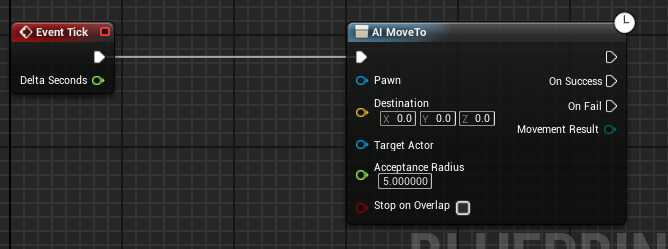 Event Tick
Delta Seconds
AI MoveTo
Pawn
On Success
Destination
X 0.0 Y 0.0 Z 0.0
On Fail
Movement Result
Target Actor
Acceptance Radius
5.000000
Stop on Overlap